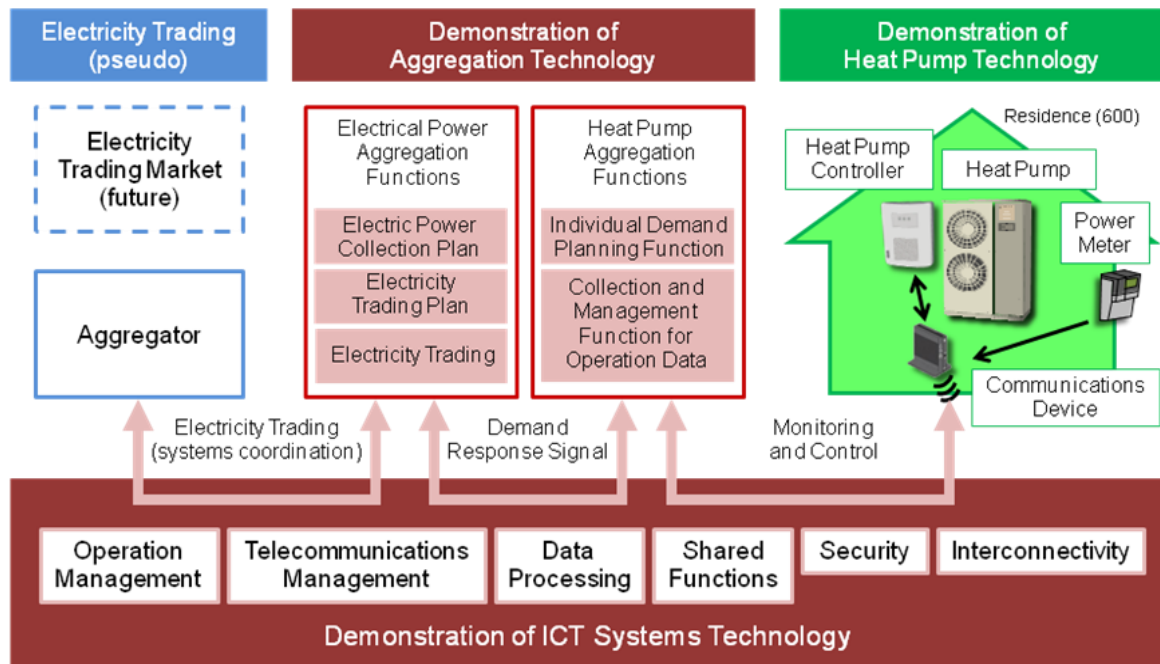 Electricity Trading
(pseudo)
Demonstration of
Aggregation Technology
Demonstration of
Heat Pump Technology
Electricity
Trading Market
(future)
Aggregator
Electrical Power
Aggregation
Functions
Electric Power
Collection Plan
Electricity
Trading Plan
Electricity Trading
Heat Pump
Aggregation
Functions
Individual Demand
Planning Function
Collection and
Management
Function for
Operation Data
Residence (600)
Heat Pump
Controller
Heat Pump
Power
Meter
Communications
Device
Electricity Trading
(systems coordination)
Demand
Response Signal
Monitoring
and Control
Operation
Management
Telecommunications
Management
Data
Processing
Shared
Functions
Security
Interconnectivity
Demonstration of ICT Systems Technology